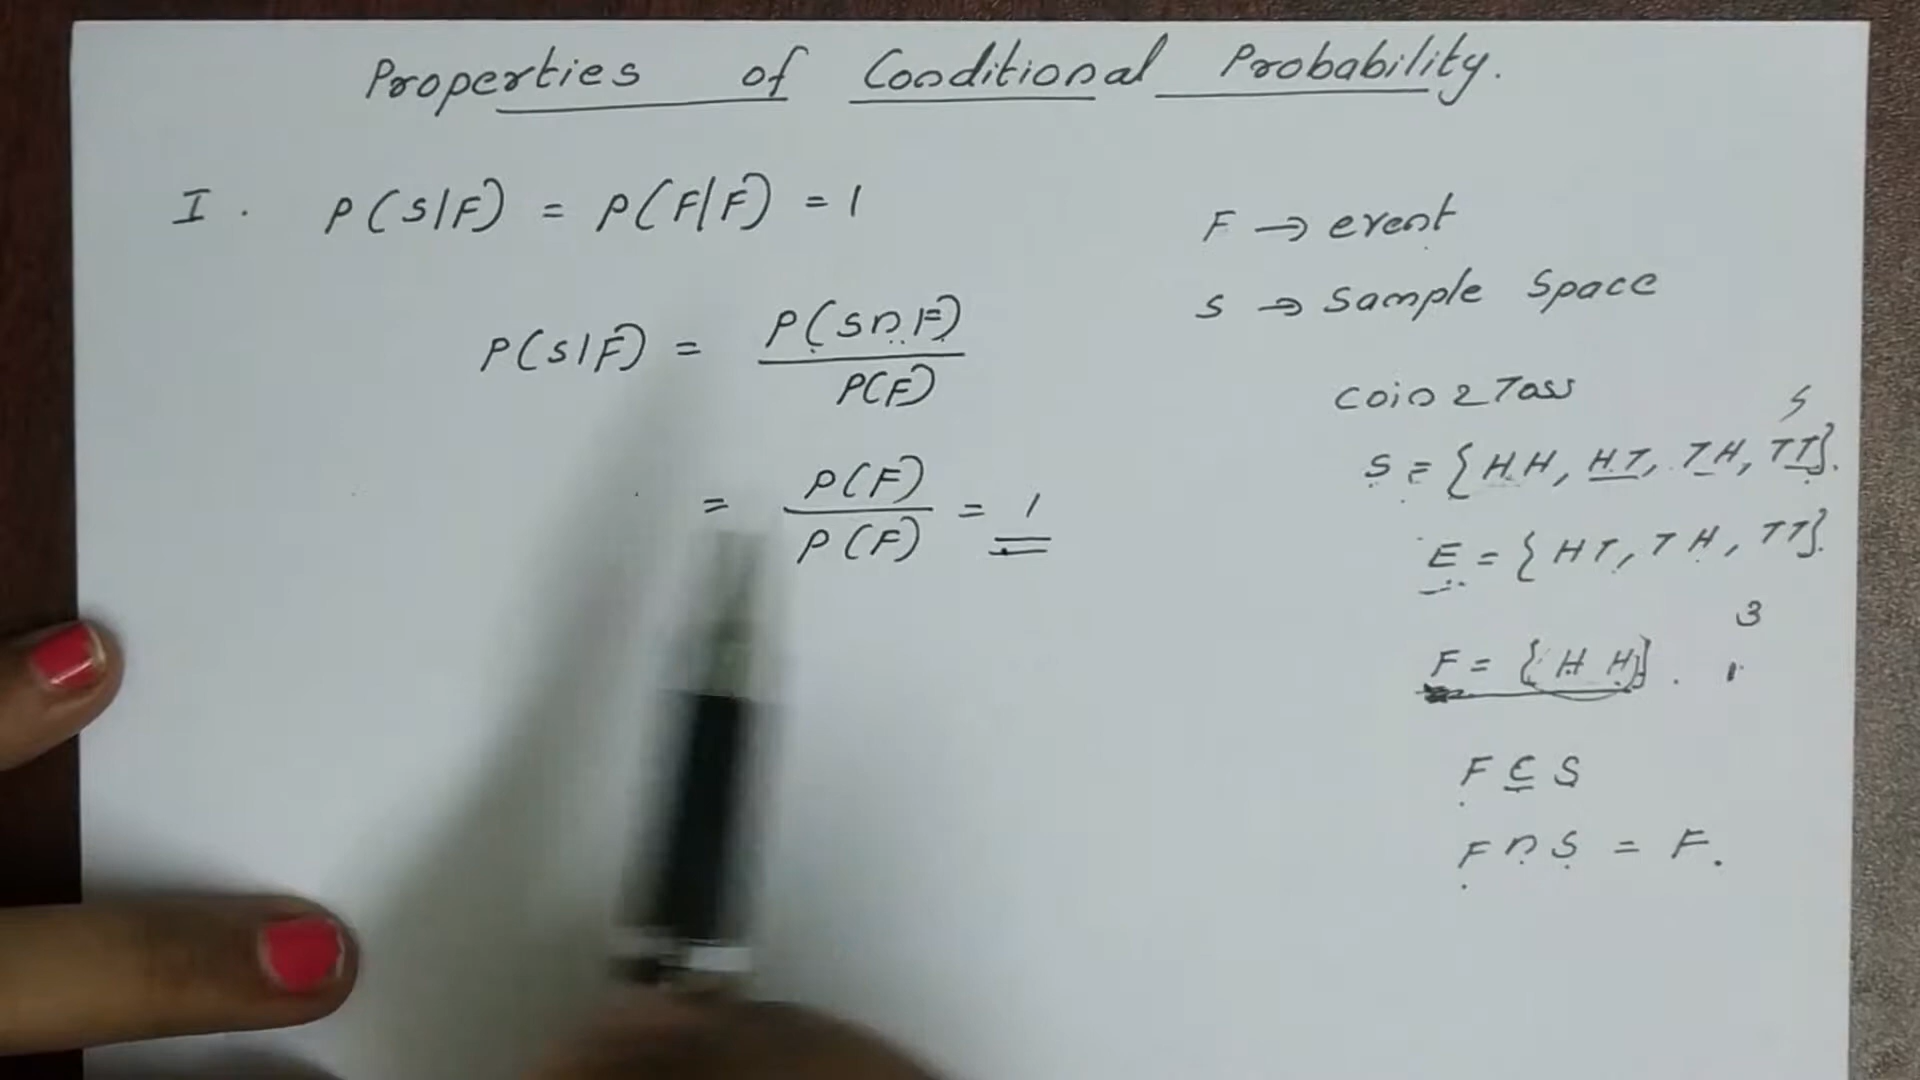 Properties of Conditional Probability.
I. P(S|F) = P(F|F) = 1
P(S|F) = P(S∩F) / P(F)
= P(F) / P(F) = 1
F → event
S → Sample Space
Coin 2 Toss
S
S = {HH, HT, TH, TT}.
E = {HT, TH, TT}.
3
F = {H H}. 1
F ⊆ S
F ∩ S = F.